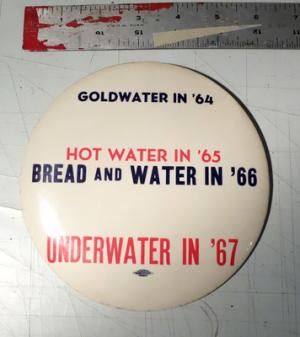 GOLDWATER IN '64
HOT WATER IN '65
BREAD AND WATER IN '66
UNDERWATER IN '67